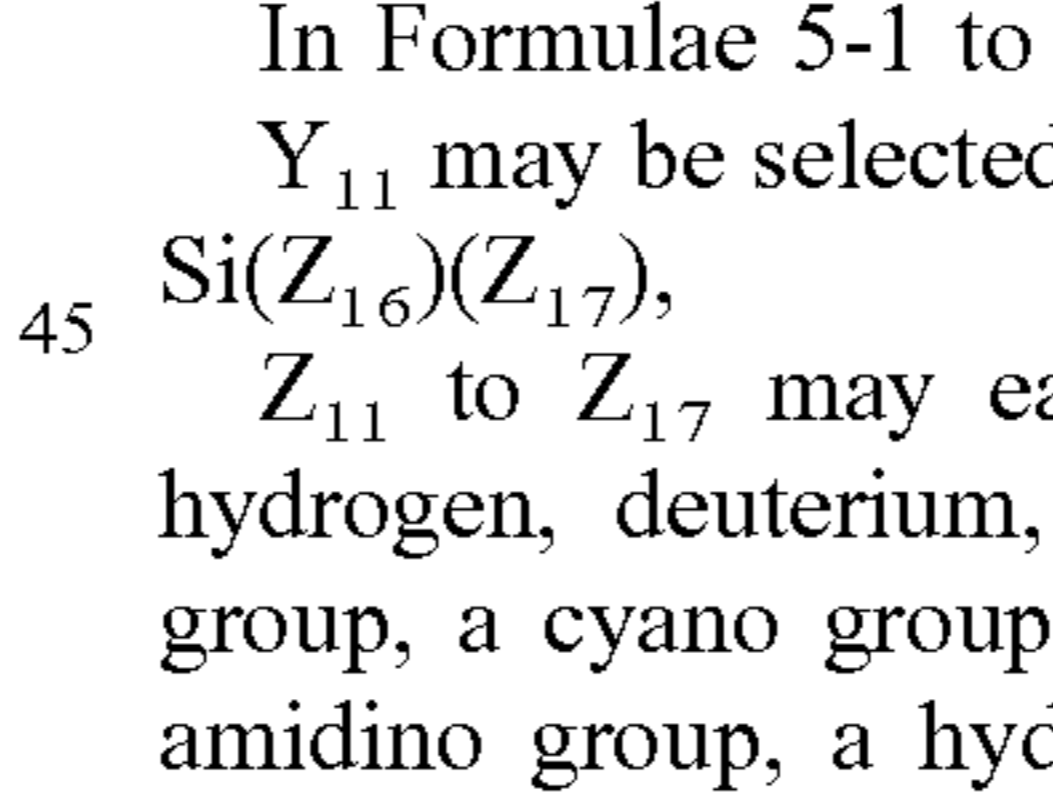 In Formulae 5-1 to
Y₁₁ may be selected
Si(Z₁₆)(Z₁₇),
45
Z₁₁ to Z₁₇ may ea
hydrogen, deuterium,
group, a cyano group
amidino group, a hyd